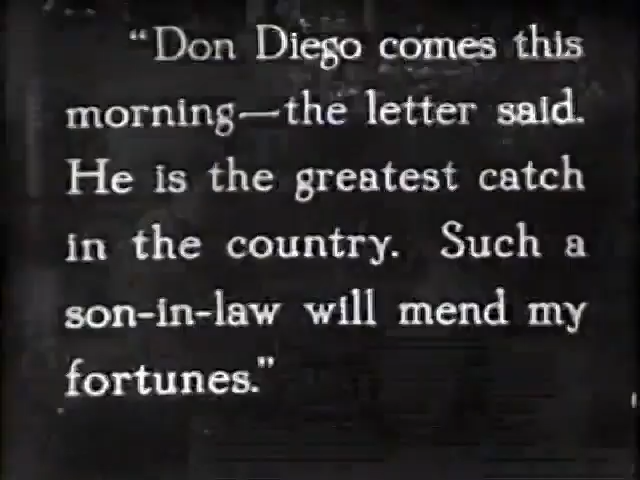 “Don Diego comes this
morning—the letter said.
He is the greatest catch
in the country. Such a
son-in-law will mend my
fortunes."